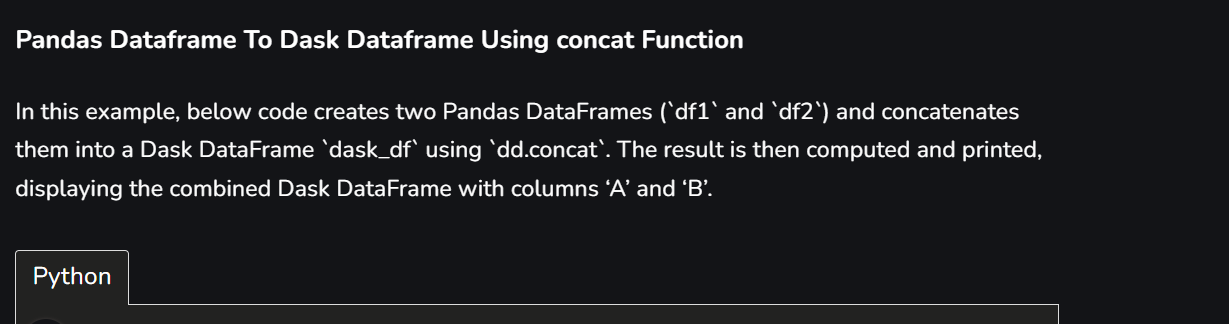 Pandas Dataframe To Dask Dataframe Using concat Function
In this example, below code creates two Pandas DataFrames (`df1` and `df2`) and concatenates
them into a Dask DataFrame `dask_df` using `dd.concat`. The result is then computed and printed,
displaying the combined Dask DataFrame with columns ‘A’ and ‘B’.
Python